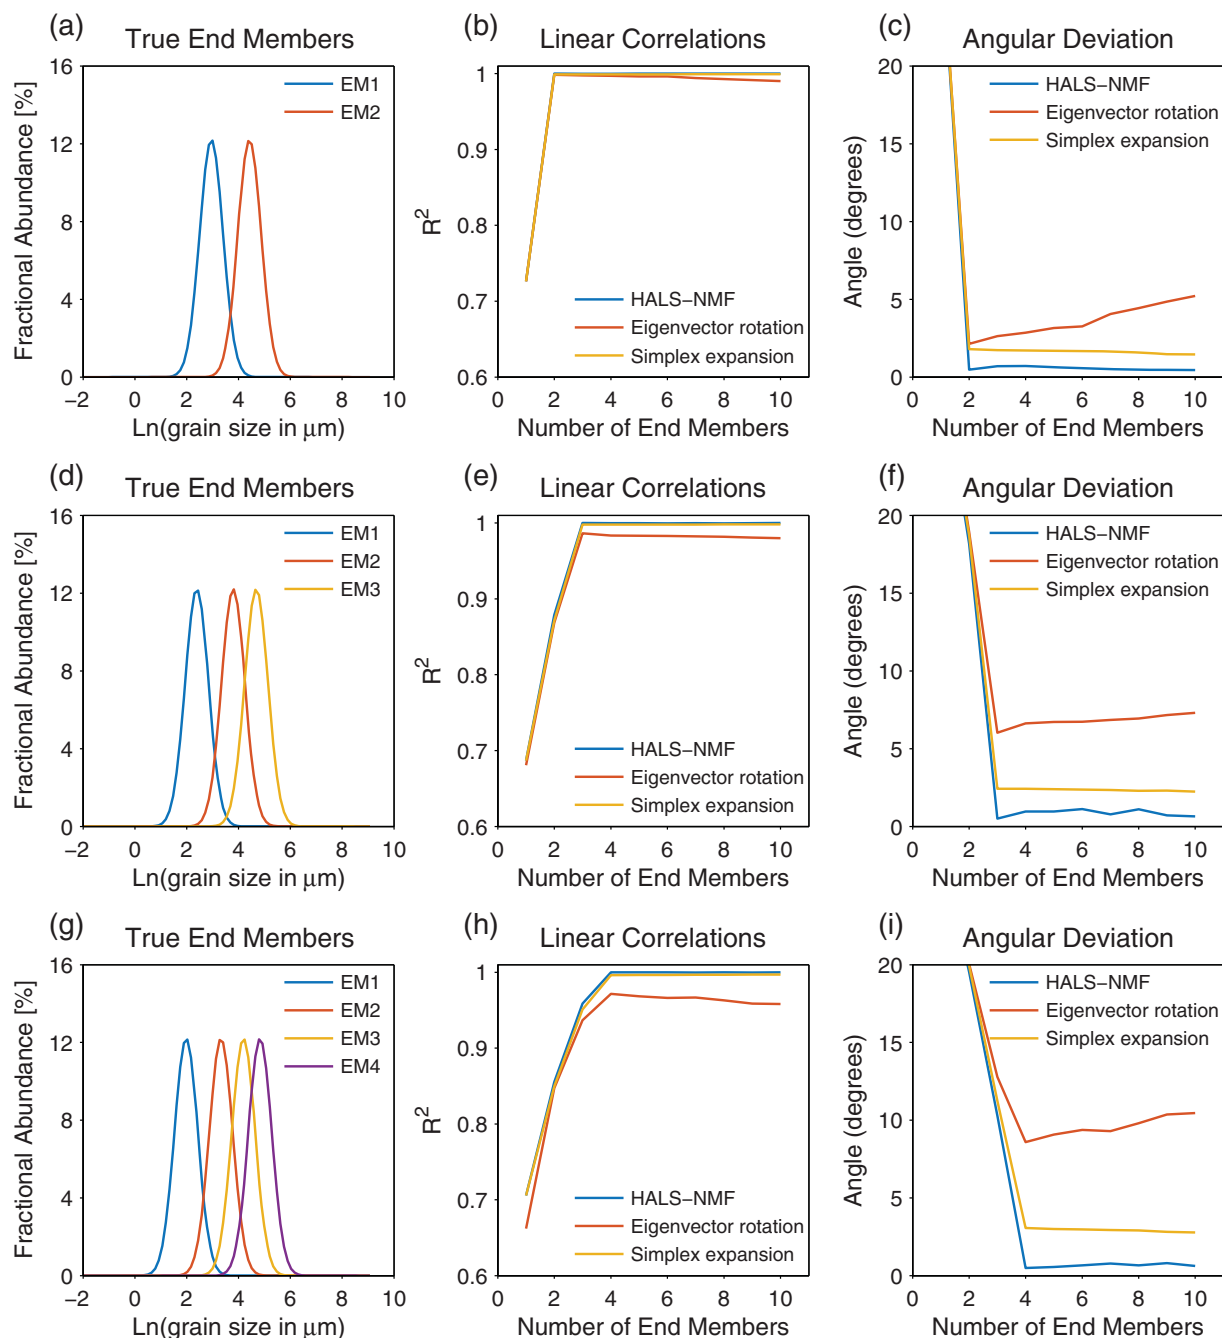 (a)
True End Members
16
12
8
4
0
−2
0
2
4
6
8
10
Fractional Abundance [%]
Ln(grain size in μm)
EM1
EM2
(b)
Linear Correlations
1
0.9
0.8
0.7
0.6
0
2
4
6
8
10
R²
Number of End Members
HALS−NMF
Eigenvector rotation
Simplex expansion
(c)
Angular Deviation
20
15
10
5
0
0
2
4
6
8
10
Angle (degrees)
Number of End Members
HALS−NMF
Eigenvector rotation
Simplex expansion
(d)
True End Members
16
12
8
4
0
−2
0
2
4
6
8
10
Fractional Abundance [%]
Ln(grain size in μm)
EM1
EM2
EM3
(e)
Linear Correlations
1
0.9
0.8
0.7
0.6
0
2
4
6
8
10
R²
Number of End Members
HALS−NMF
Eigenvector rotation
Simplex expansion
(f)
Angular Deviation
20
15
10
5
0
0
2
4
6
8
10
Angle (degrees)
Number of End Members
HALS−NMF
Eigenvector rotation
Simplex expansion
(g)
True End Members
16
12
8
4
0
−2
0
2
4
6
8
10
Fractional Abundance [%]
Ln(grain size in μm)
EM1
EM2
EM3
EM4
(h)
Linear Correlations
1
0.9
0.8
0.7
0.6
0
2
4
6
8
10
R²
Number of End Members
HALS−NMF
Eigenvector rotation
Simplex expansion
(i)
Angular Deviation
20
15
10
5
0
0
2
4
6
8
10
Angle (degrees)
Number of End Members
HALS−NMF
Eigenvector rotation
Simplex expansion